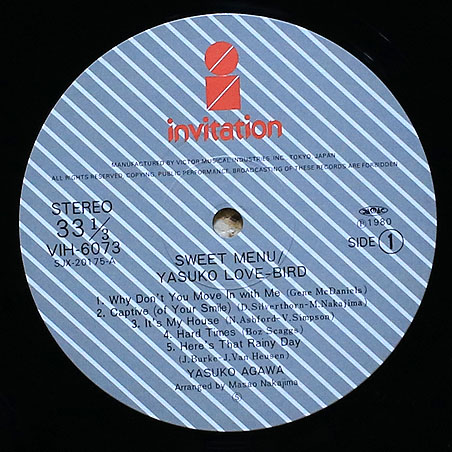 invitation
MANUFACTURED BY VICTOR MUSICAL INDUSTRIES INC. TOKYO, JAPAN
ALL RIGHTS RESERVED, COPYING, PUBLIC PERFORMANCE, BROADCASTING OF THESE RECORDS ARE FORBIDDEN
STEREO
33 1/3
VIH-6073
SJX-20175-A
Ⓟ1980
SIDE 1
SWEET MENU/
YASUKO LOVE-BIRD
1. Why Don't You Move In with Me (Gene McDaniels)
2. Captive (of Your Smile) (D. Silverthorn-M. Nakajima)
3. It's My House (N. Ashford-V. Simpson)
4. Hard Times (Boz Scaggs)
5. Here's That Rainy Day
(J. Burke-J. Van Heusen)
YASUKO AGAWA
Arranged by Masao Nakajima